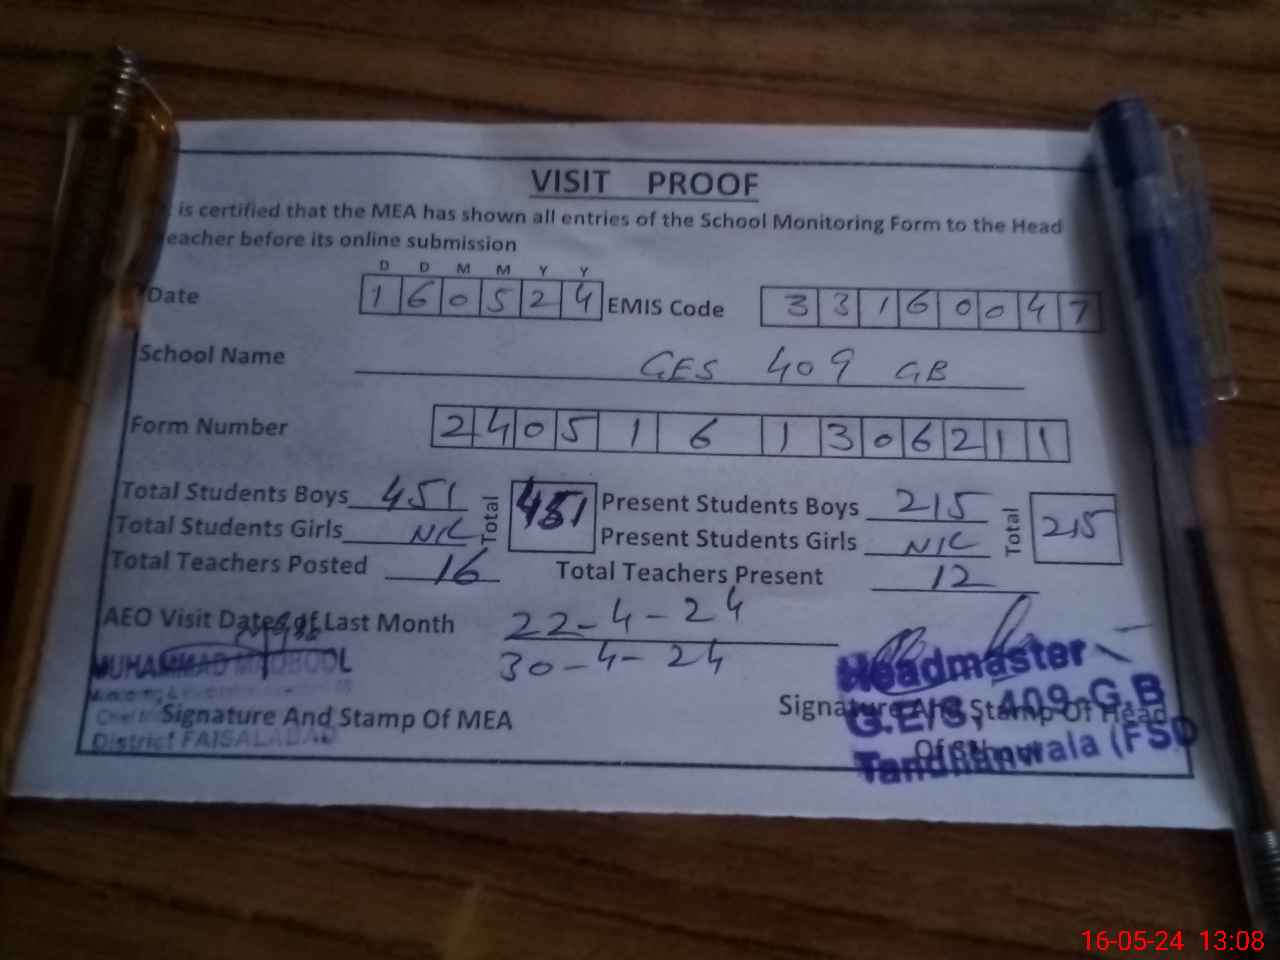 VISIT PROOF
is certified that the MEA has shown all entries of the School Monitoring Form to the Head
eacher before its online submission
D D M M Y Y
Date 1 6 0 5 2 4 EMIS Code 3 3 1 6 0 0 4 7
School Name GES 409 GB
Form Number 2 4 0 5 1 6 1 3 0 6 2 1 1
Total Students Boys 451 Total 451 Present Students Boys 215 Total 215
Total Students Girls NIL Present Students Girls NIL
Total Teachers Posted 16 Total Teachers Present 12
AEO Visit Dates of Last Month 22-4-24
30-4-24
MUHAMMAD MAQBOOL
Signature And Stamp Of MEA
District FAISALABAD
Signature And Stamp Of Head
Of School
Headmaster
G.E/S, 409-G.B
Tandlianwala (FSD
16-05-24 13:08